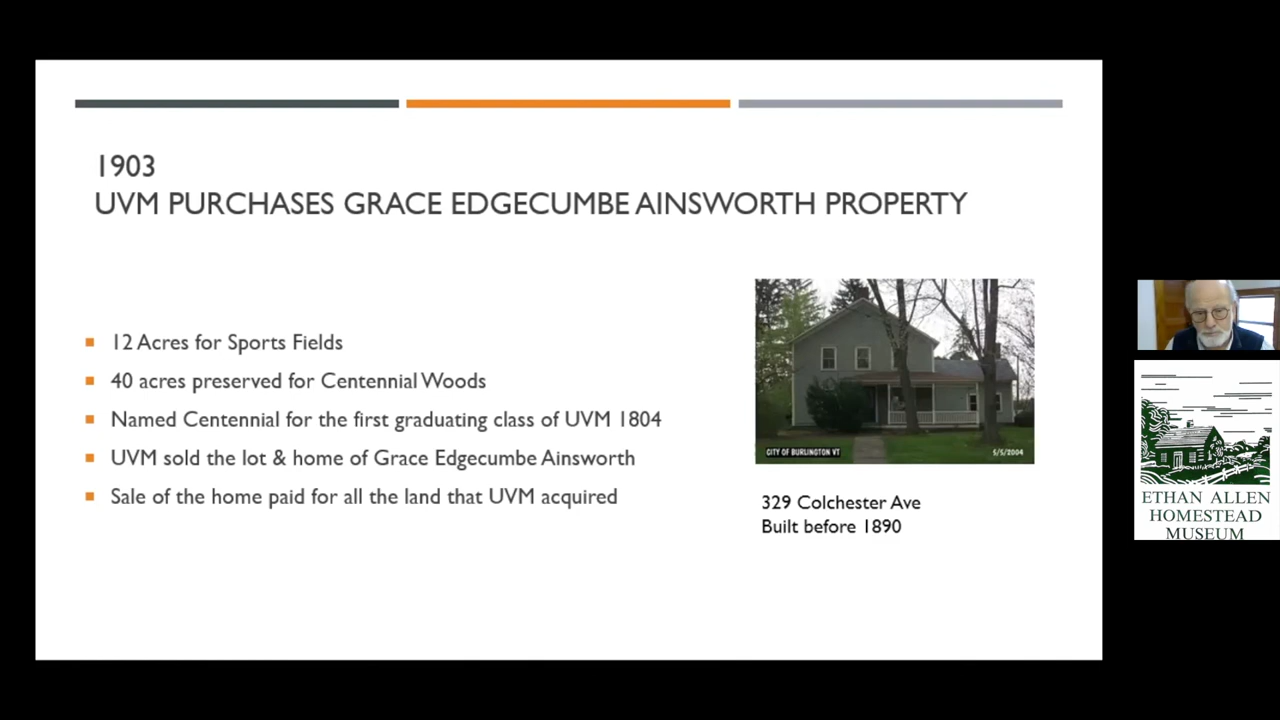 1903
UVM PURCHASES GRACE EDGECUMBE AINSWORTH PROPERTY
12 Acres for Sports Fields
40 acres preserved for Centennial Woods
Named Centennial for the first graduating class of UVM 1804
UVM sold the lot & home of Grace Edgecumbe Ainsworth
Sale of the home paid for all the land that UVM acquired
CITY OF BURLINGTON VT
5/5/2004
329 Colchester Ave
Built before 1890
ETHAN ALLEN
HOMESTEAD
MUSEUM